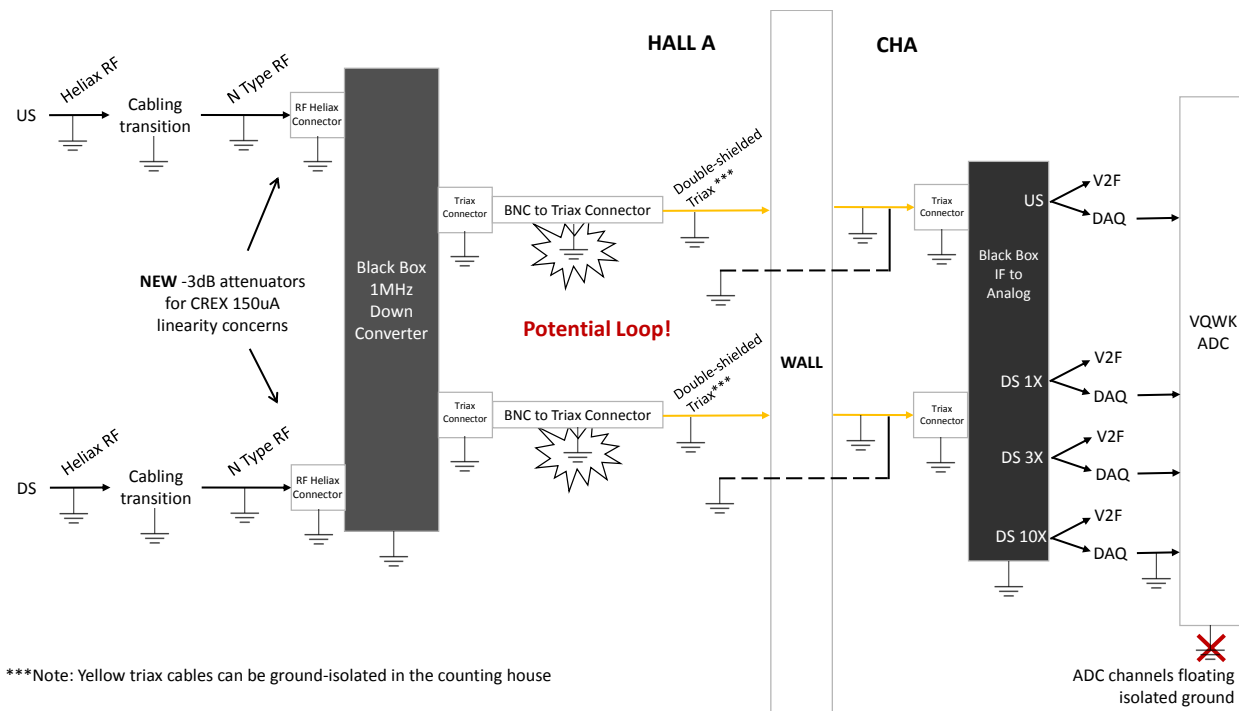 HALL A
CHA
Heliax RF
N Type RF
US
Cabling
transition
RF Heliax
Connector
Triax
Connector
BNC to Triax Connector
Double-shielded
Triax ***
Triax
Connector
US
V2F
DAQ
NEW -3dB attenuators
for CREX 150uA
linearity concerns
Black Box
1MHz
Down
Converter
Potential Loop!
WALL
Black Box
IF to
Analog
VQWK
ADC
Heliax RF
N Type RF
DS
Cabling
transition
RF Heliax
Connector
Triax
Connector
BNC to Triax Connector
Double-shielded
Triax***
Triax
Connector
DS 1X
V2F
DAQ
DS 3X
V2F
DAQ
DS 10X
V2F
DAQ
***Note: Yellow triax cables can be ground-isolated in the counting house
ADC channels floating
isolated ground